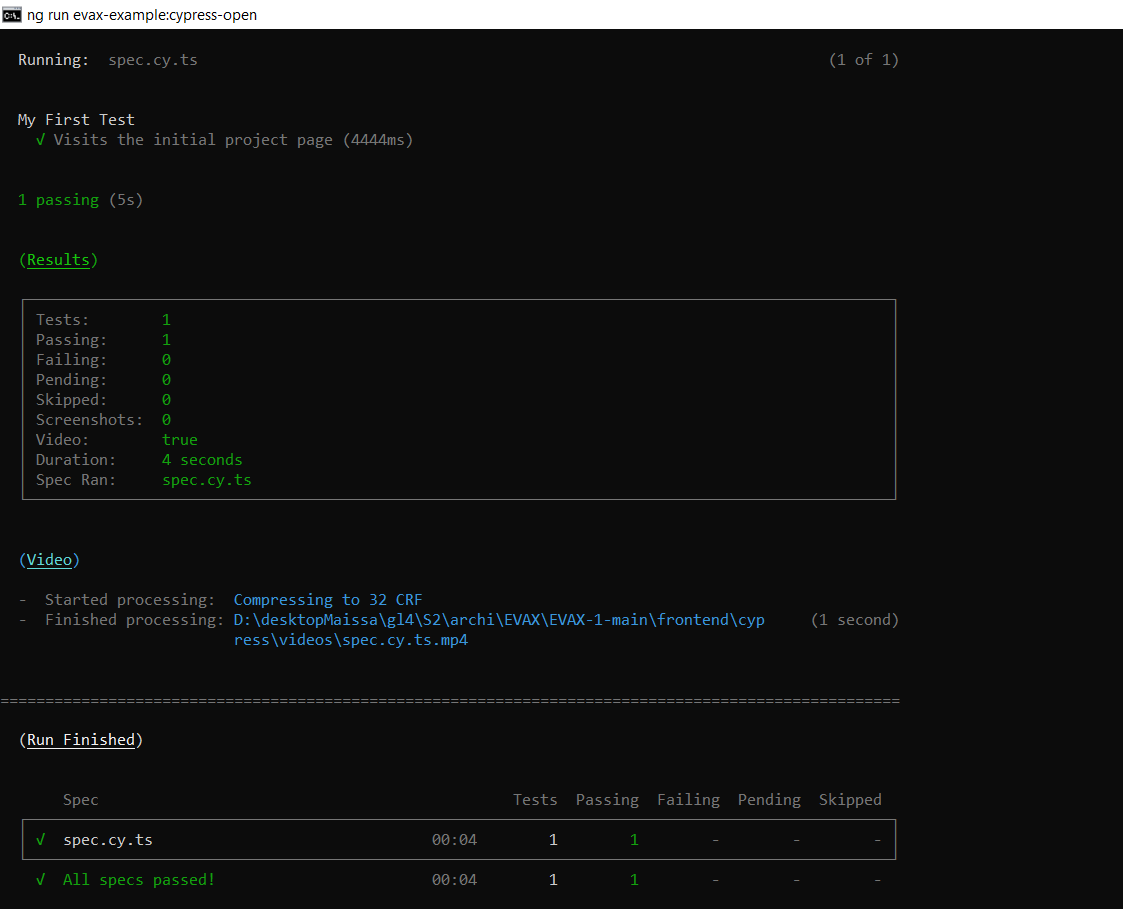 C:\. ng run evax-example:cypress-open
Running: spec.cy.ts (1 of 1)
My First Test
√ Visits the initial project page (4444ms)
1 passing (5s)
(Results)
Tests: 1
Passing: 1
Failing: 0
Pending: 0
Skipped: 0
Screenshots: 0
Video: true
Duration: 4 seconds
Spec Ran: spec.cy.ts
(Video)
- Started processing: Compressing to 32 CRF
- Finished processing: D:\desktopMaissa\gl4\S2\archi\EVAX\EVAX-1-main\frontend\cyp (1 second)
ress\videos\spec.cy.ts.mp4
====================================================================================================
(Run Finished)
Spec Tests Passing Failing Pending Skipped
√ spec.cy.ts 00:04 1 1 - - -
√ All specs passed! 00:04 1 1 - - -